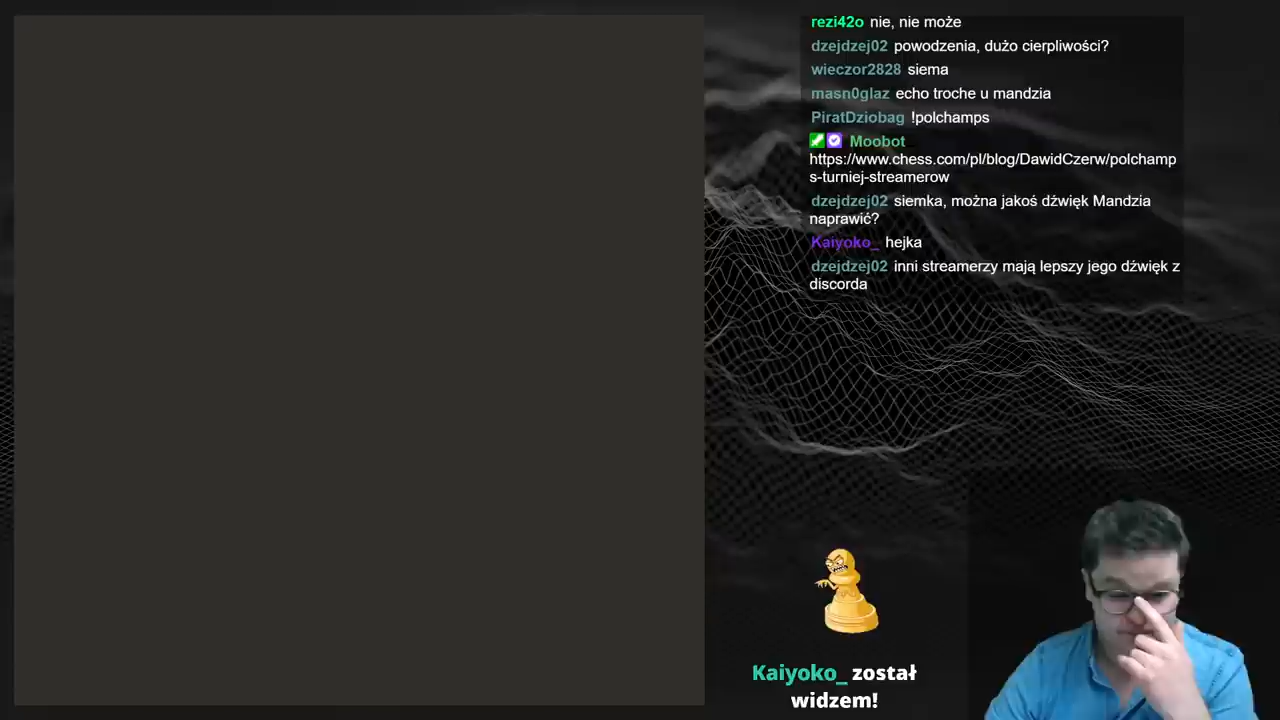 rezi42o nie, nie może
dzejdzej02 powodzenia, dużo cierpliwości?
wieczor2828 siema
masn0glaz echo troche u mandzia
PiratDziobag !polchamps
Moobot
https://www.chess.com/pl/blog/DawidCzerw/polchamp
s-turniej-streamerow
dzejdzej02 siemka, można jakoś dźwięk Mandzia
naprawić?
Kaiyoko_ hejka
dzejdzej02 inni streamerzy mają lepszy jego dźwięk z
discorda
Kaiyoko_ został
widzem!